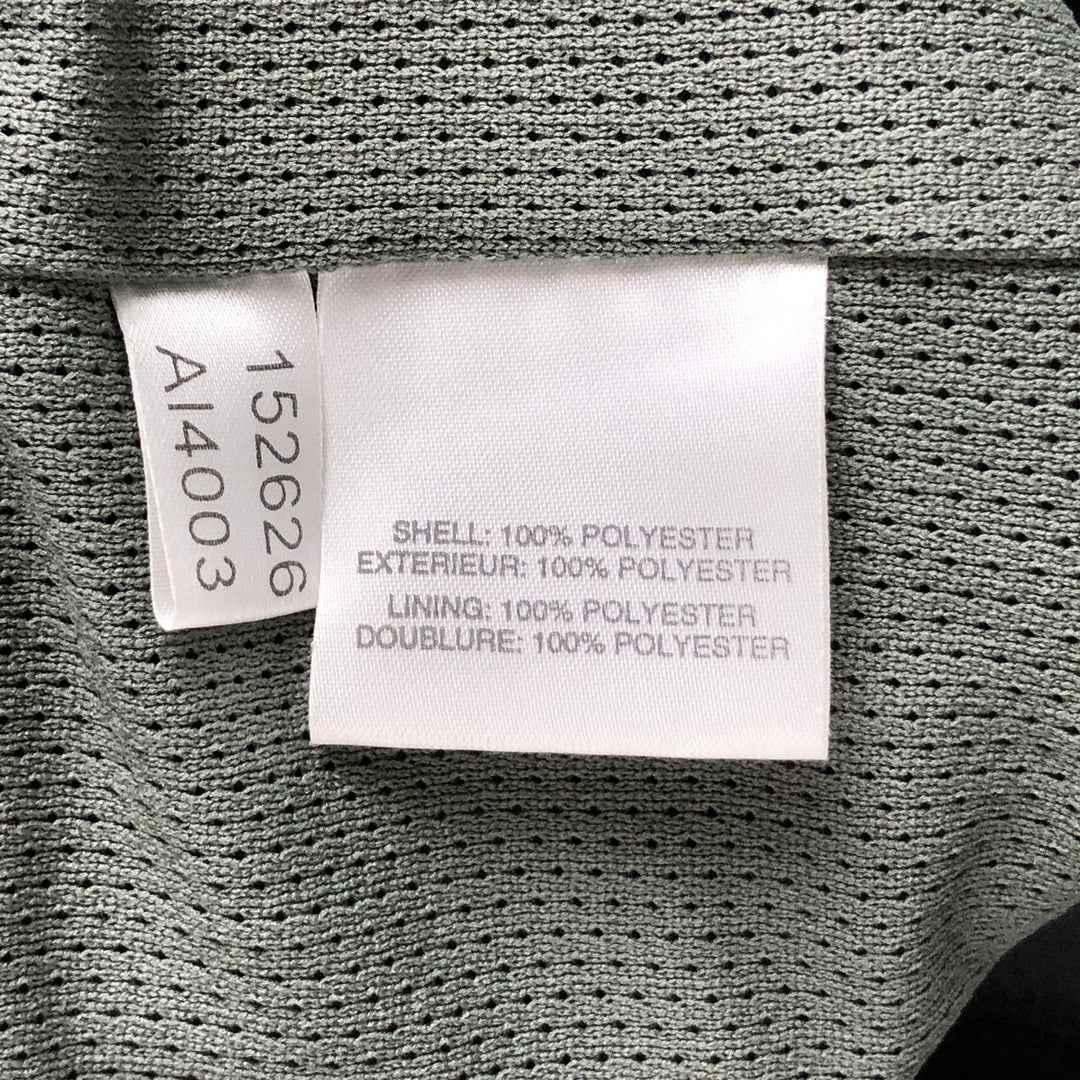 152626
AI4003
SHELL: 100% POLYESTER
EXTERIEUR: 100% POLYESTER
LINING: 100% POLYESTER
DOUBLURE: 100% POLYESTER